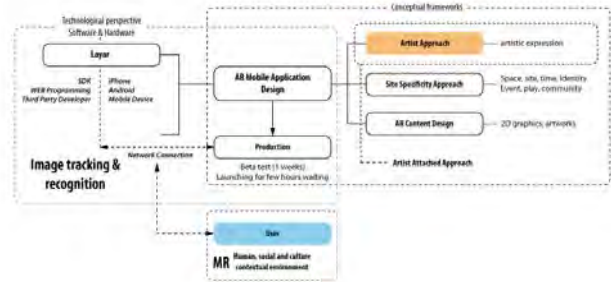 Technological perspective
Software & Hardware
Conceptual frameworks
Layar
SDK
WEB Programming
Third Party Developer
iPhone
Android
Mobile Device
AR Mobile Application
Design
Artist Approach
artistic expression
Site Specificity Approach
Space, site, time, Identity
Event, play, community
AR Content Design
2D graphics, artworks
Production
Network Connection
Beta test (1 weeks)
Launching for few hours waiting
Artist Attached Approach
Image tracking &
recognition
User
MR Human, social and culture
contextual environment